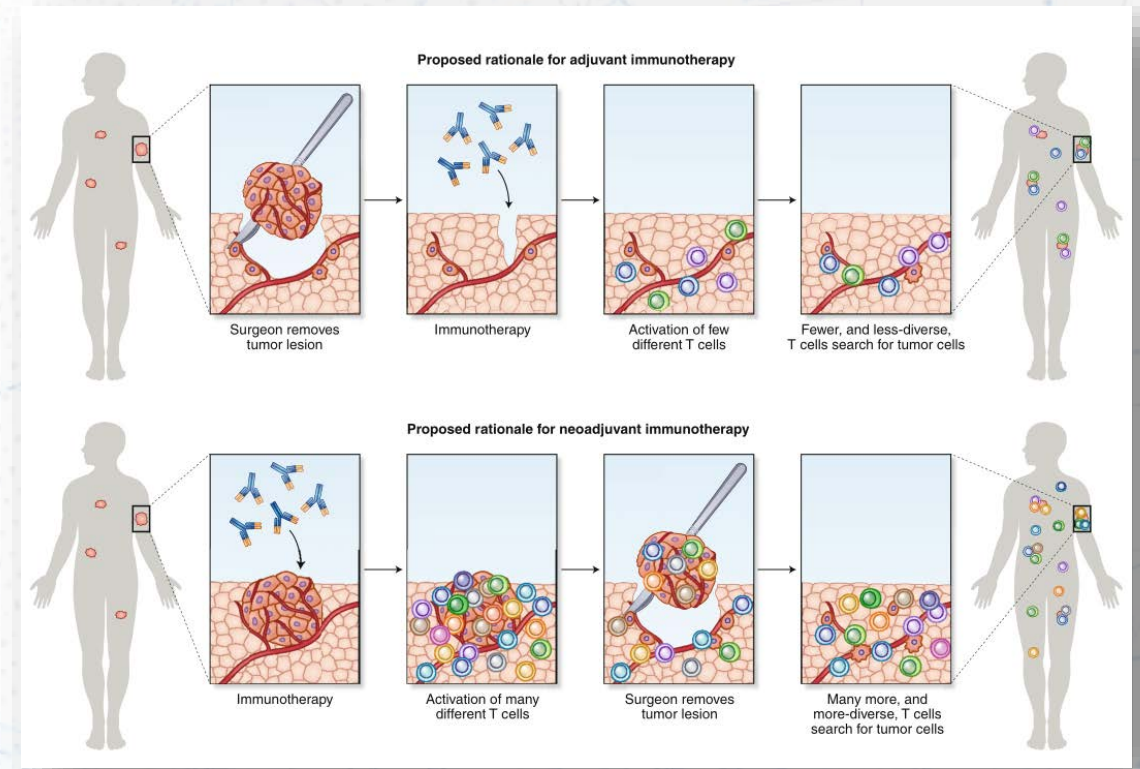 Proposed rationale for adjuvant immunotherapy
Surgeon removes
tumor lesion
Immunotherapy
Activation of few
different T cells
Fewer, and less-diverse,
T cells search for tumor cells
Proposed rationale for neoadjuvant immunotherapy
Immunotherapy
Activation of many
different T cells
Surgeon removes
tumor lesion
Many more, and
more-diverse, T cells
search for tumor cells